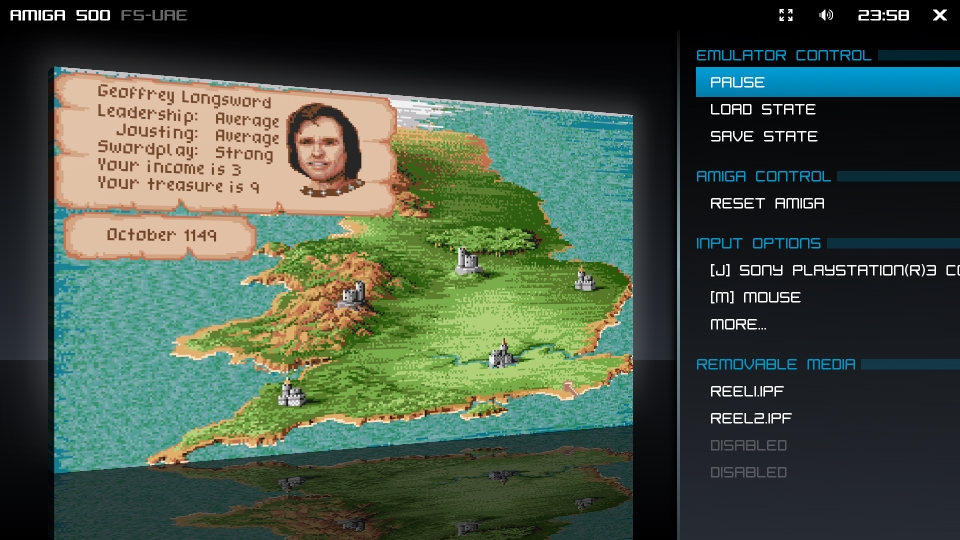 AMIGA 500 FS-UAE
23:58
Geoffrey Longsword
Leadership: Average
Jousting: Average
Swordplay: Strong
Your income is 3
Your treasure is 9
October 1149
EMULATOR CONTROL
PAUSE
LOAD STATE
SAVE STATE
AMIGA CONTROL
RESET AMIGA
INPUT OPTIONS
[J] SONY PLAYSTATION(R)3 CO
[M] MOUSE
MORE...
REMOVABLE MEDIA
REEL1.IPF
REEL2.IPF
DISABLED
DISABLED